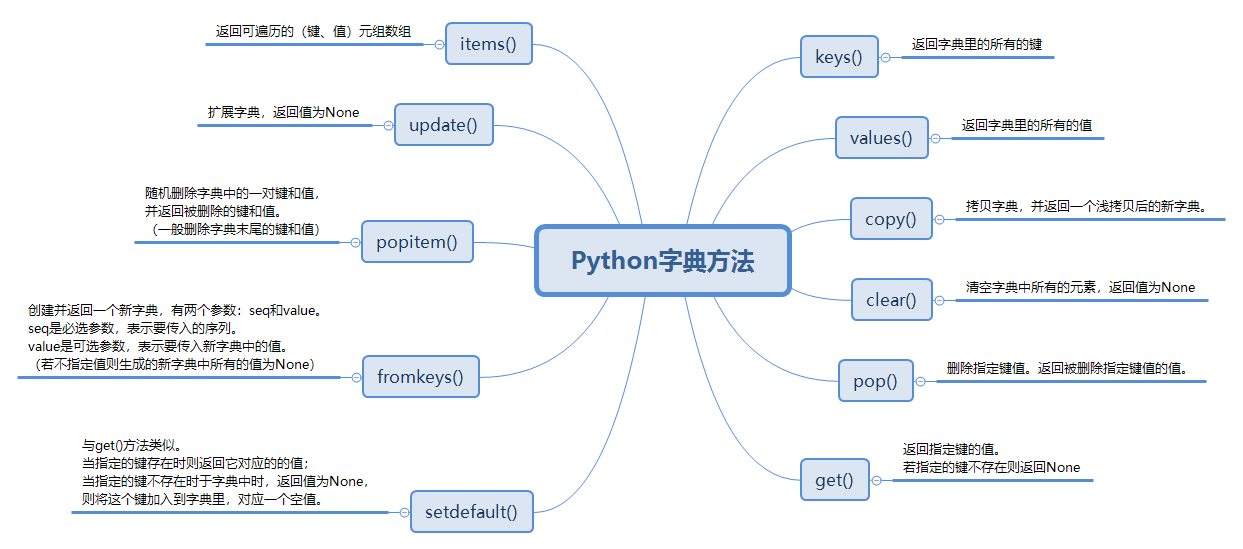 Python字典方法
keys()
返回字典里的所有的键
values()
返回字典里的所有的值
copy()
拷贝字典，并返回一个浅拷贝后的新字典。
clear()
清空字典中所有的元素，返回值为None
pop()
删除指定键值。返回被删除指定键值的值。
get()
返回指定键的值。
若指定的键不存在则返回None
items()
返回可遍历的（键、值）元组数组
update()
扩展字典，返回值为None
popitem()
随机删除字典中的一对键和值，
并返回被删除的键和值。
（一般删除字典末尾的键和值）
fromkeys()
创建并返回一个新字典，有两个参数：seq和value。
seq是必选参数，表示要传入的序列。
value是可选参数，表示要传入新字典中的值。
（若不指定值则生成的新字典中所有的值为None）
setdefault()
与get()方法类似。
当指定的键存在时则返回它对应的的值；
当指定的键不存在时于字典中时，返回值为None，
则将这个键加入到字典里，对应一个空值。